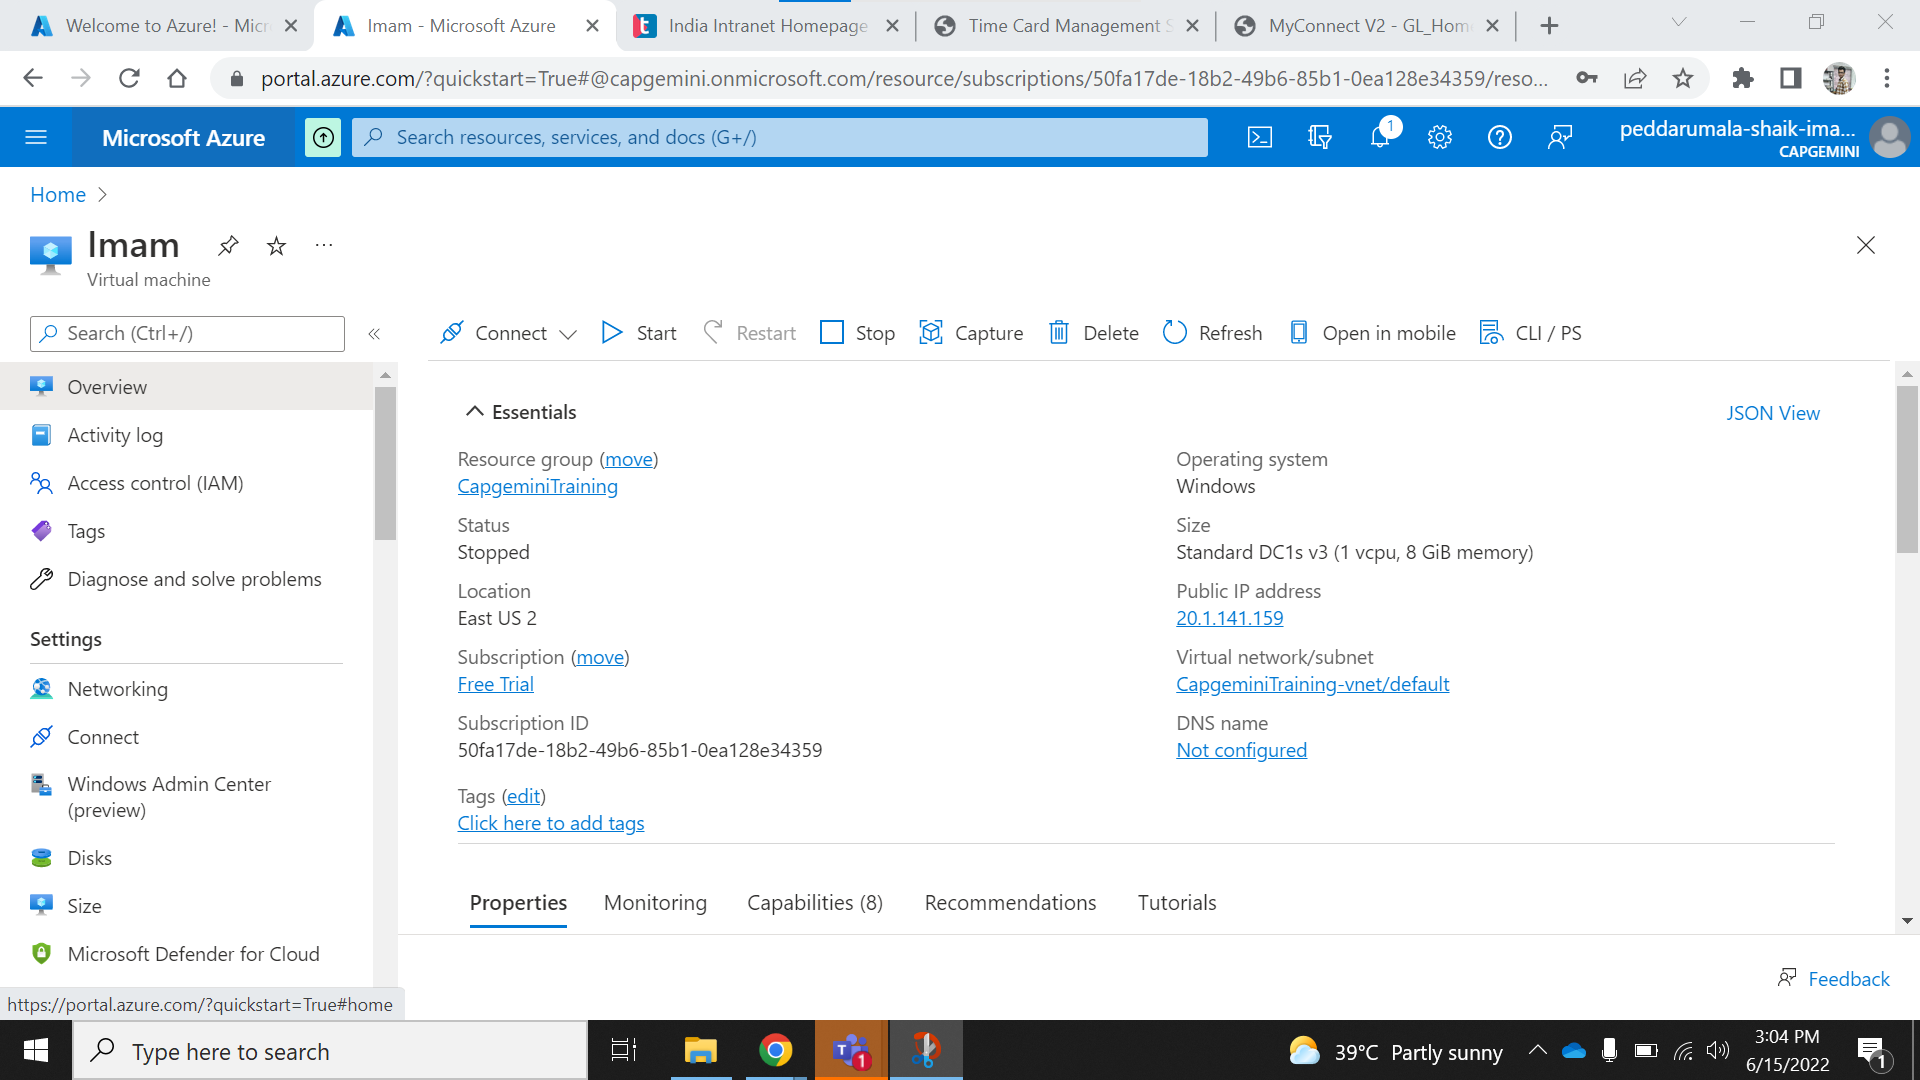 Welcome to Azure! - Micr
Imam - Microsoft Azure
India Intranet Homepage
Time Card Management S
MyConnect V2 - GL_Hom
portal.azure.com/?quickstart=True#@capgemini.onmicrosoft.com/resource/subscriptions/50fa17de-18b2-49b6-85b1-0ea128e34359/reso...
Microsoft Azure
Search resources, services, and docs (G+/)
1
peddarumala-shaik-ima...
CAPGEMINI
Home
Imam
...
Virtual machine
Search (Ctrl+/)
«
Connect
Start
Restart
Stop
Capture
Delete
Refresh
Open in mobile
CLI / PS
Overview
Activity log
Access control (IAM)
Tags
Diagnose and solve problems
Settings
Networking
Connect
Windows Admin Center
(preview)
Disks
Size
Microsoft Defender for Cloud
Essentials
JSON View
Resource group (move)
CapgeminiTraining
Status
Stopped
Location
East US 2
Subscription (move)
Free Trial
Subscription ID
50fa17de-18b2-49b6-85b1-0ea128e34359
Tags (edit)
Click here to add tags
Operating system
Windows
Size
Standard DC1s v3 (1 vcpu, 8 GiB memory)
Public IP address
20.1.141.159
Virtual network/subnet
CapgeminiTraining-vnet/default
DNS name
Not configured
Properties
Monitoring
Capabilities (8)
Recommendations
Tutorials
Feedback
https://portal.azure.com/?quickstart=True#home
Type here to search
1
39°C Partly sunny
3:04 PM
6/15/2022
1